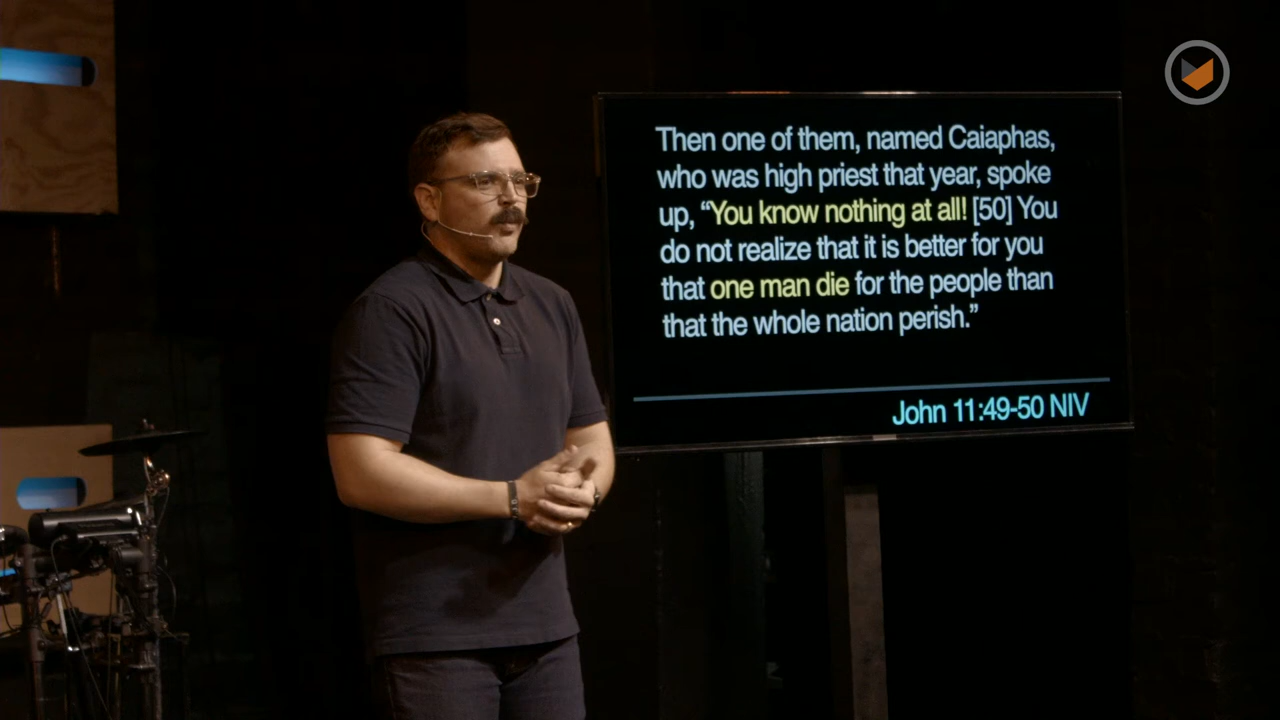 Then one of them, named Caiaphas,
who was high priest that year, spoke
up, “You know nothing at all! [50] You
do not realize that it is better for you
that one man die for the people than
that the whole nation perish.”
John 11:49-50 NIV